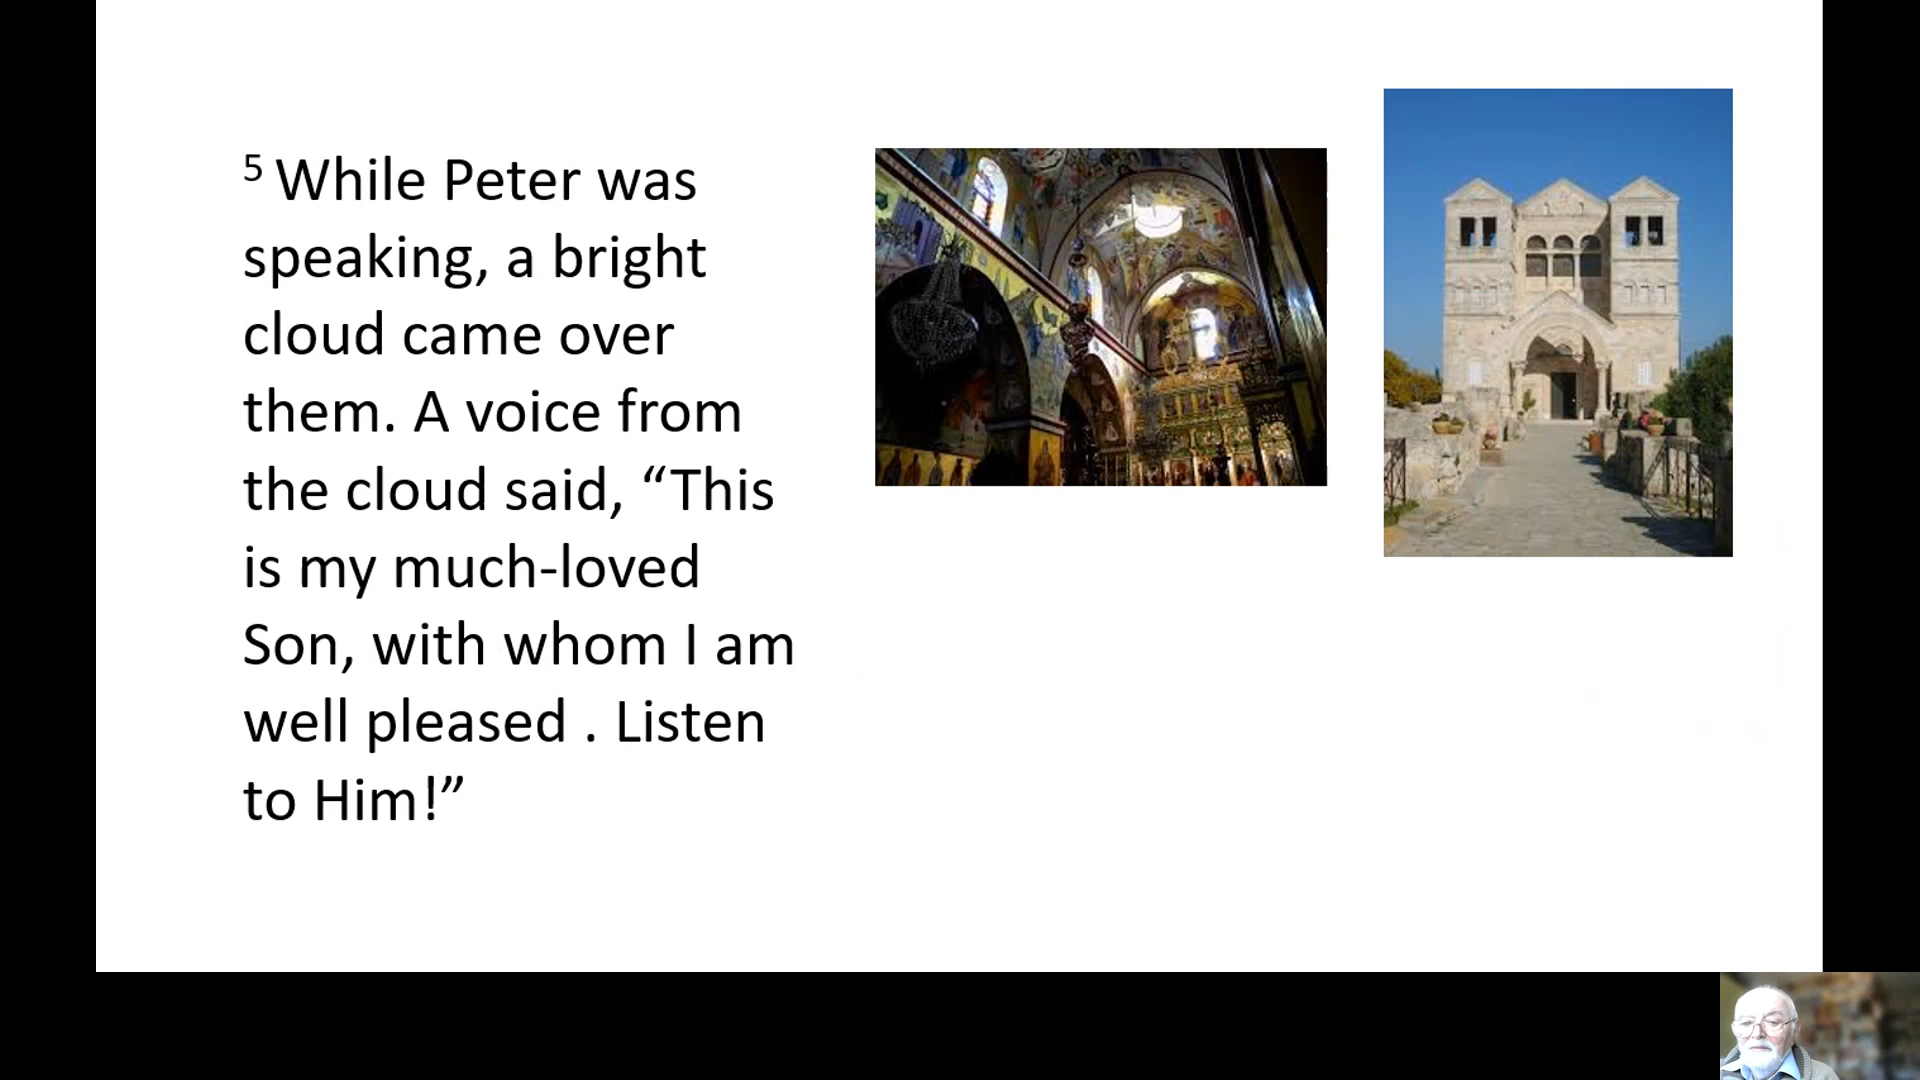 5 While Peter was
speaking, a bright
cloud came over
them. A voice from
the cloud said, “This
is my much-loved
Son, with whom I am
well pleased . Listen
to Him!”